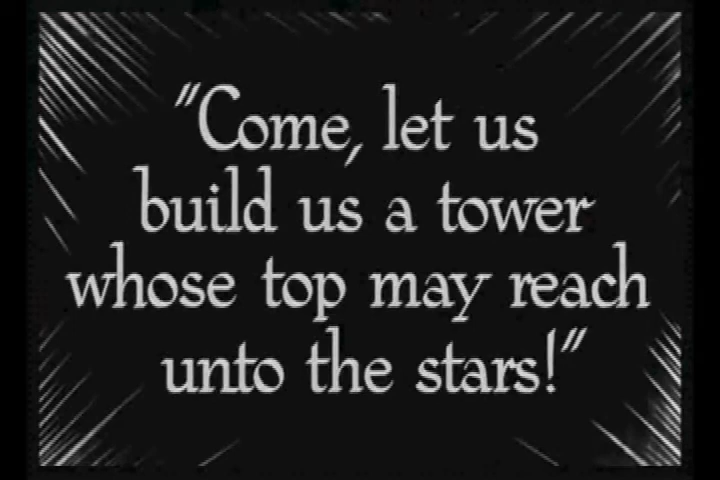 "Come, let us
build us a tower
whose top may reach
unto the stars!"